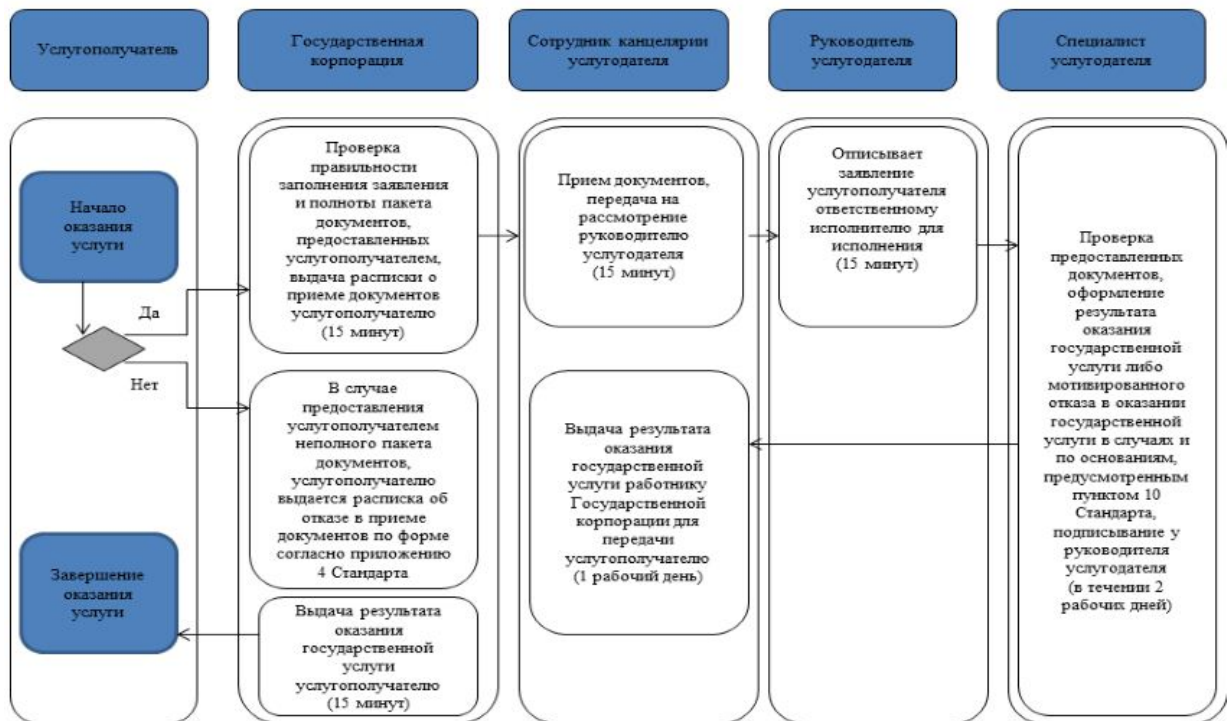 Услугополучатель
Государственная
корпорация
Сотрудник канцелярии
услугодателя
Руководитель
услугодателя
Специалист
услугодателя
Начало
оказания
услуги
Да
Нет
Завершение
оказания
услуги
Проверка
правильности
заполнения заявления
и полноты пакета
документов,
предоставленных
услугополучателем,
выдача расписки о
приеме документов
услугополучателю
(15 минут)
В случае
предоставления
услугополучателем
неполного пакета
документов,
услугополучателю
выдается расписка об
отказе в приеме
документов по форме
согласно приложению
4 Стандарта
Выдача результата
оказания
государственной
услуги
услугополучателю
(15 минут)
Прием документов,
передача на
рассмотрение
руководителю
услугодателя
(15 минут)
Выдача результата
оказания
государственной
услуги работнику
Государственной
корпорации для
передачи
услугополучателю
(1 рабочий день)
Отписывает
заявление
услугополучателя
ответственному
исполнителю для
исполнения
(15 минут)
Проверка
предоставленных
документов,
оформление
результата
оказания
государственной
услуги либо
мотивированного
отказа в оказании
государственной
услуги в случаях и
по основаниям,
предусмотренным
пунктом 10
Стандарта,
подписывание у
руководителя
услугодателя
(в течении 2
рабочих дней)